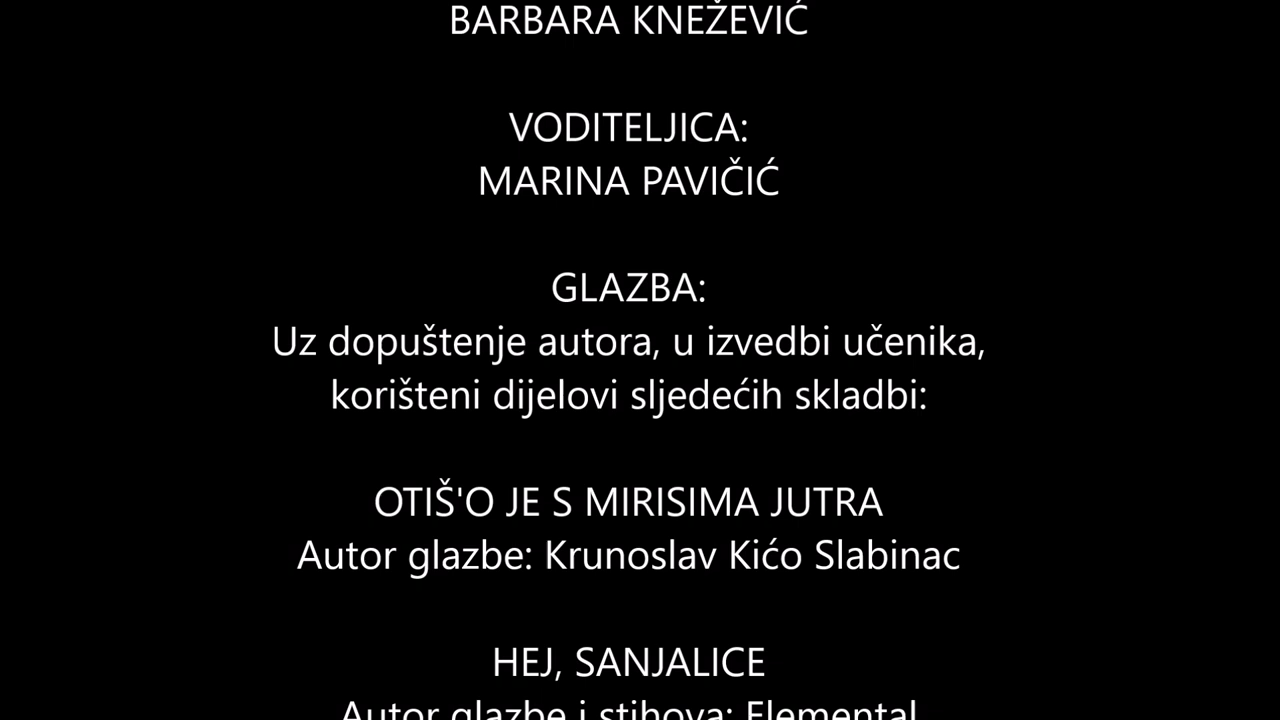 BARBARA KNEŽEVIĆ
VODITELJICA:
MARINA PAVIČIĆ
GLAZBA:
Uz dopuštenje autora, u izvedbi učenika,
korišteni dijelovi sljedećih skladbi:
OTIŠ'O JE S MIRISIMA JUTRA
Autor glazbe: Krunoslav Kićo Slabinac
HEJ, SANJALICE
Autor glazbe i stihova: Elemental